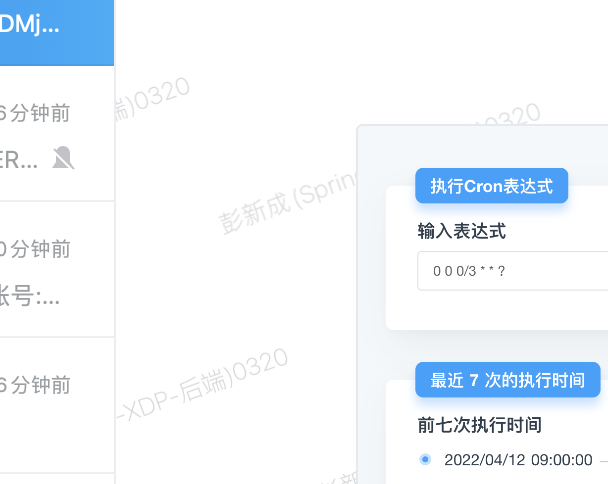 DMj...
6分钟前
ER...
0分钟前
账号:...
6分钟前
端)0320
彭新成(Spring
端)0320
-XDP-后端)0320
执行Cron表达式
输入表达式
0 0 0/3 * * ?
最近 7 次的执行时间
前七次执行时间
2022/04/12 09:00:00